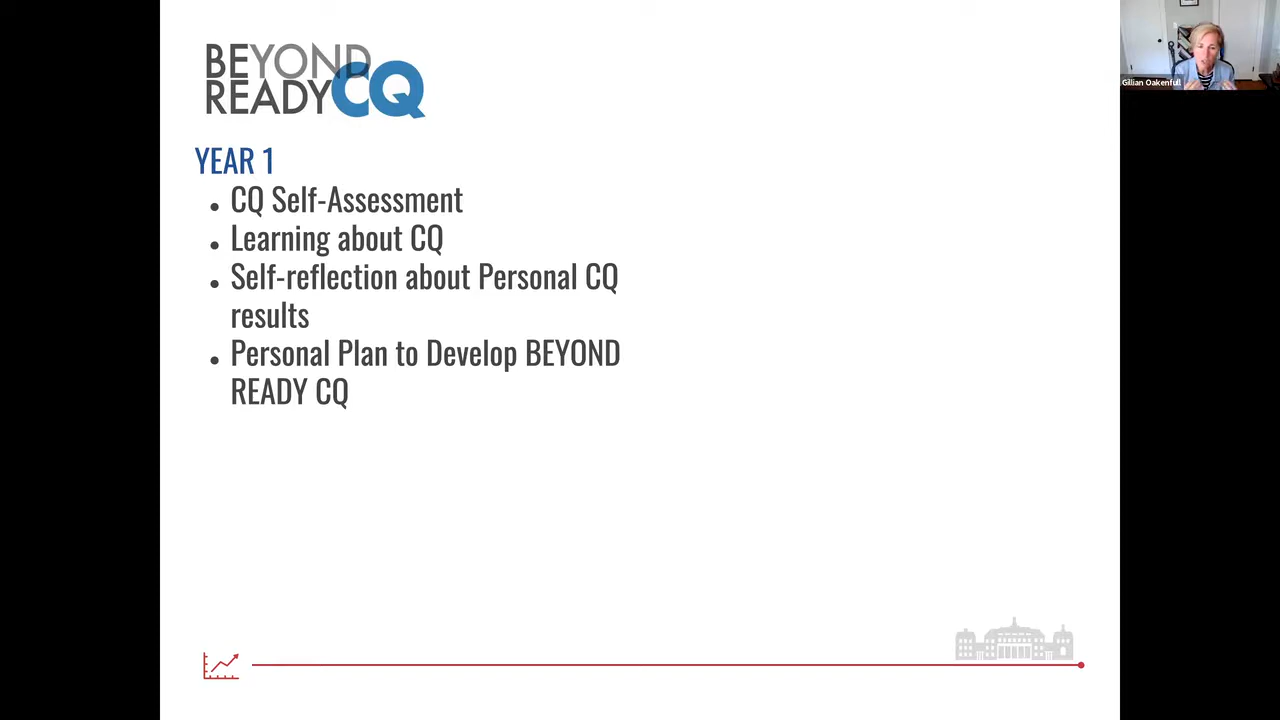 BEYOND
READY CQ
YEAR 1
• CQ Self-Assessment
• Learning about CQ
• Self-reflection about Personal CQ
results
• Personal Plan to Develop BEYOND
READY CQ
Gillian Oakenfull